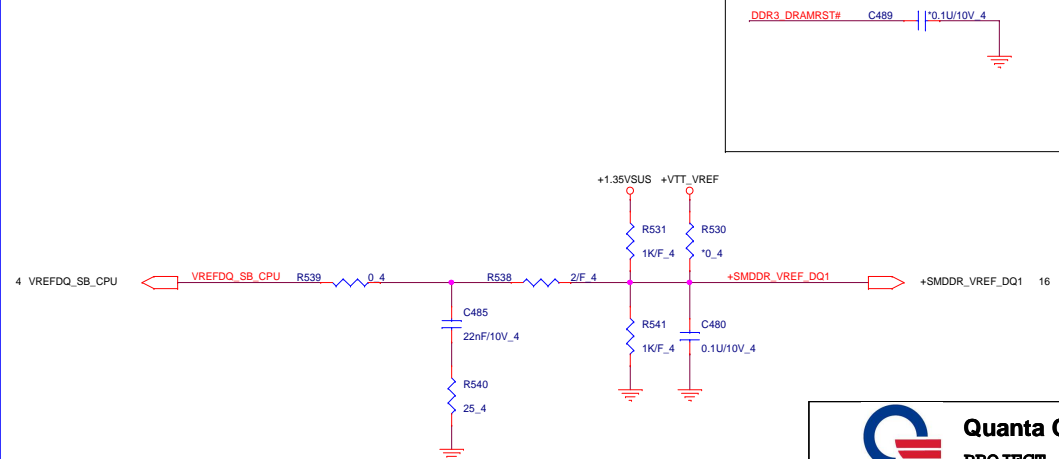 DDR3_DRAMRST# C489 *0.1U/10V_4
+1.35VSUS +VTT_VREF
R531 R530
1K/F_4 *0_4
4 VREFDQ_SB_CPU VREFDQ_SB_CPU R539 0_4 R538 2/F_4 +SMDDR_VREF_DQ1 +SMDDR_VREF_DQ1 16
C485
22nF/10V_4
R541 C480
1K/F_4 0.1U/10V_4
R540
25_4
Quanta